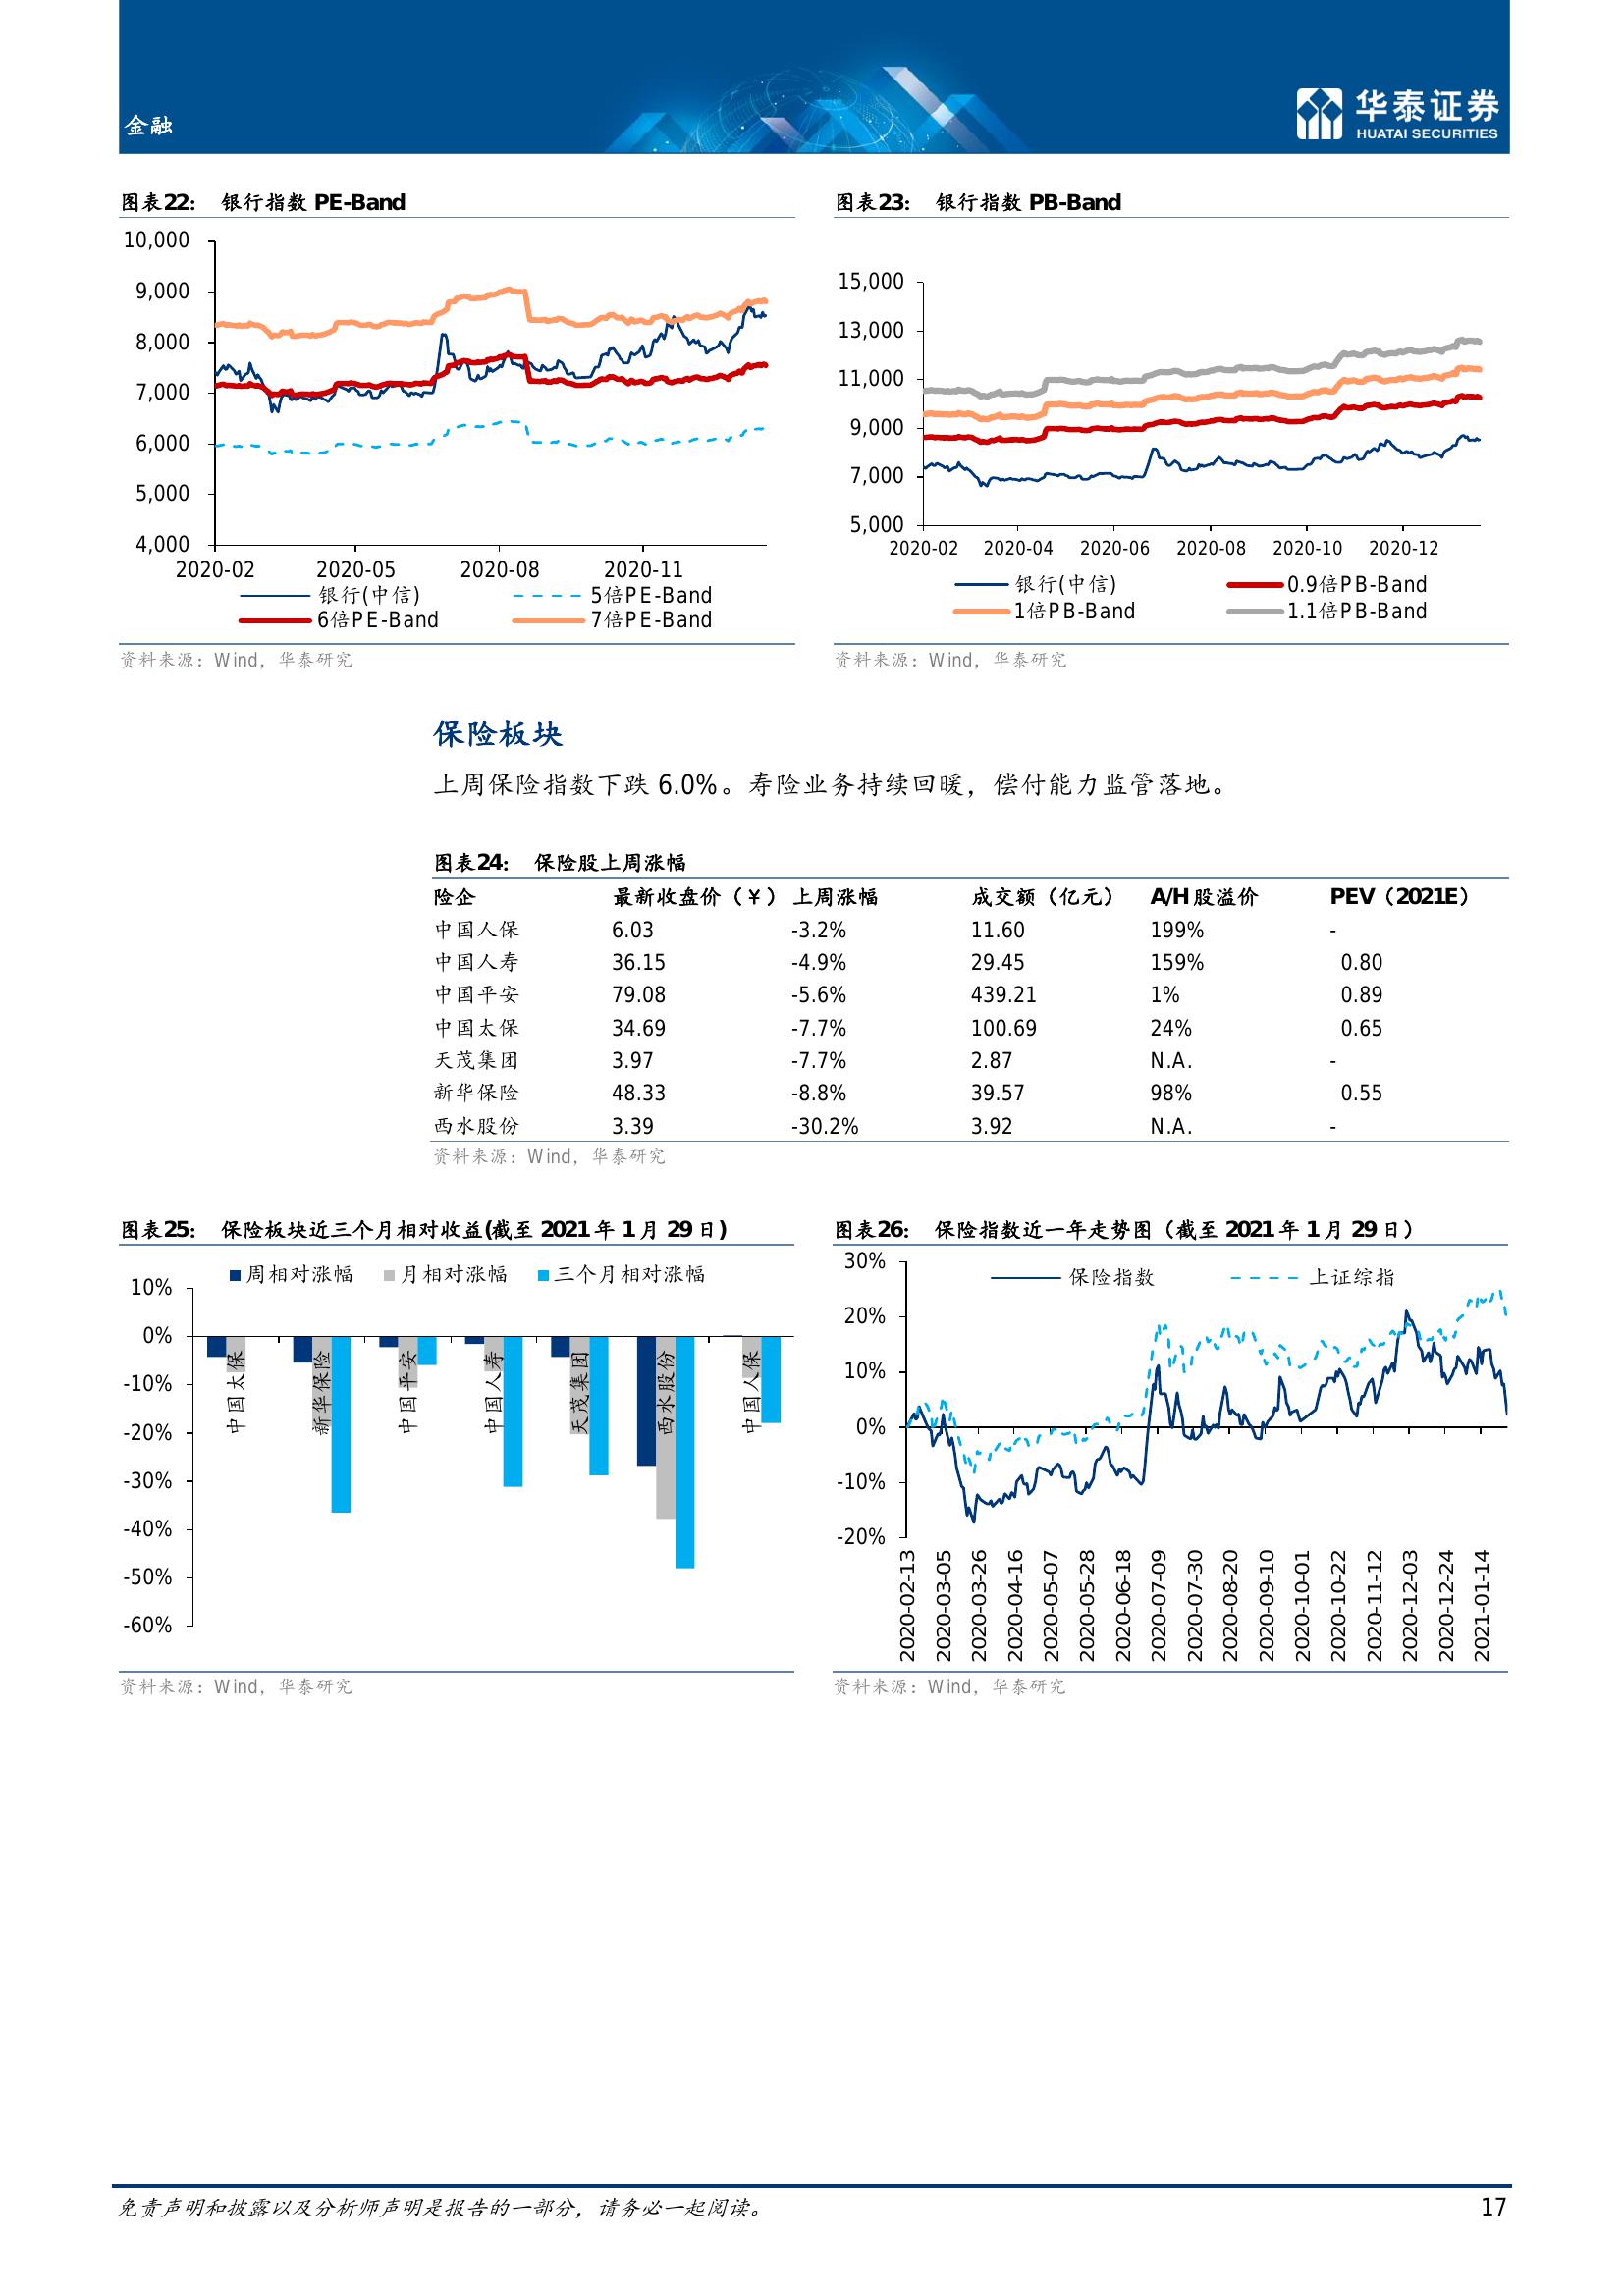 金融
华泰证券
HUATAI SECURITIES
图表22： 银行指数 PE-Band
10,000
9,000
8,000
7,000
6,000
5,000
4,000
2020-02 2020-05 2020-08 2020-11
银行(中信) 5倍PE-Band
6倍PE-Band 7倍PE-Band
资料来源：Wind，华泰研究
图表23： 银行指数 PB-Band
15,000
13,000
11,000
9,000
7,000
5,000
2020-02 2020-04 2020-06 2020-08 2020-10 2020-12
银行(中信) 0.9倍PB-Band
1倍PB-Band 1.1倍PB-Band
资料来源：Wind，华泰研究
保险板块
上周保险指数下跌 6.0%。寿险业务持续回暖，偿付能力监管落地。
图表24： 保险股上周涨幅
险企 最新收盘价（¥） 上周涨幅 成交额（亿元） A/H 股溢价 PEV（2021E）
中国人保 6.03 -3.2% 11.60 199% -
中国人寿 36.15 -4.9% 29.45 159% 0.80
中国平安 79.08 -5.6% 439.21 1% 0.89
中国太保 34.69 -7.7% 100.69 24% 0.65
天茂集团 3.97 -7.7% 2.87 N.A. -
新华保险 48.33 -8.8% 39.57 98% 0.55
西水股份 3.39 -30.2% 3.92 N.A. -
资料来源：Wind，华泰研究
图表25： 保险板块近三个月相对收益(截至 2021 年 1 月 29 日)
周相对涨幅 月相对涨幅 三个月相对涨幅
10%
0%
-10%
-20%
-30%
-40%
-50%
-60%
中国太保
新华保险
中国平安
中国人寿
天茂集团
西水股份
中国人保
资料来源：Wind，华泰研究
图表26： 保险指数近一年走势图（截至 2021 年 1 月 29 日）
保险指数 上证综指
30%
20%
10%
0%
-10%
-20%
2020-02-13
2020-03-05
2020-03-26
2020-04-16
2020-05-07
2020-05-28
2020-06-18
2020-07-09
2020-07-30
2020-08-20
2020-09-10
2020-10-01
2020-10-22
2020-11-12
2020-12-03
2020-12-24
2021-01-14
资料来源：Wind，华泰研究
免责声明和披露以及分析师声明是报告的一部分，请务必一起阅读。
17